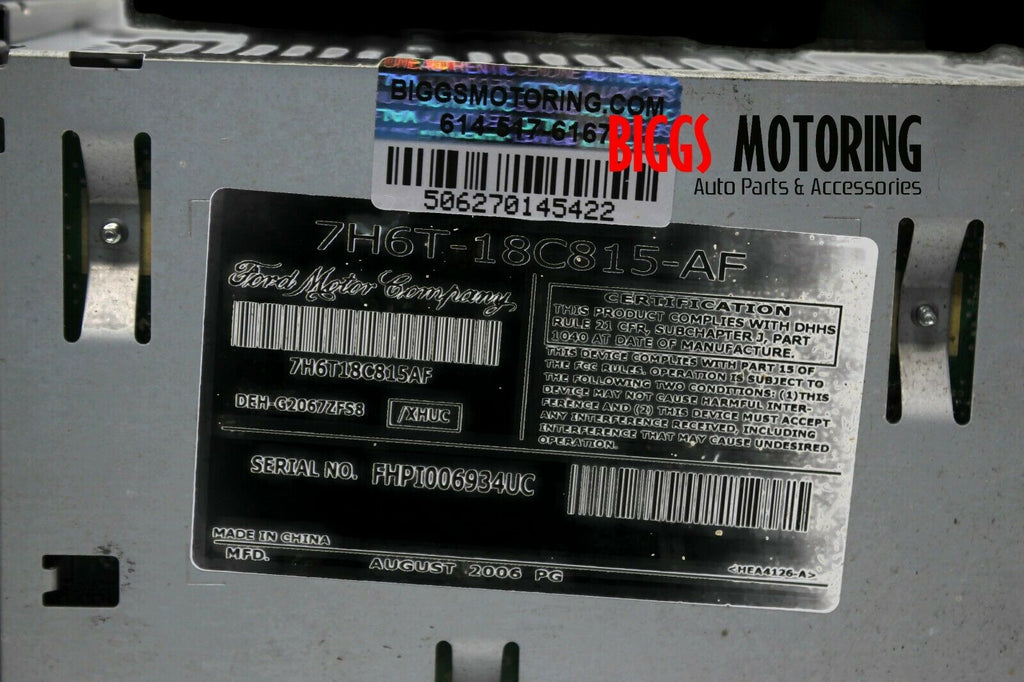 BIGGSMOTORING.COM
614-517-6167
506270145422
BIGGS MOTORING
Auto Parts & Accessories
7H6T-18C815-AF
Ford Motor Company
7H6T18C815AF
DEH-G2067ZFS8 /XHUC
CERTIFICATION
THIS PRODUCT COMPLIES WITH DHHS
RULE 21 CFR, SUBCHAPTER J, PART
1040 AT DATE OF MANUFACTURE.
THIS DEVICE COMPLIES WITH PART 15 OF
THE FCC RULES. OPERATION IS SUBJECT TO
THE FOLLOWING TWO CONDITIONS: (1) THIS
DEVICE MAY NOT CAUSE HARMFUL INTER-
FERENCE AND (2) THIS DEVICE MUST ACCEPT
ANY INTERFERENCE RECEIVED, INCLUDING
INTERFERENCE THAT MAY CAUSE UNDESIRED
OPERATION.
SERIAL NO. FHPI006934UC
MADE IN CHINA
MFD. AUGUST 2006 PG
<HEA4126-A>